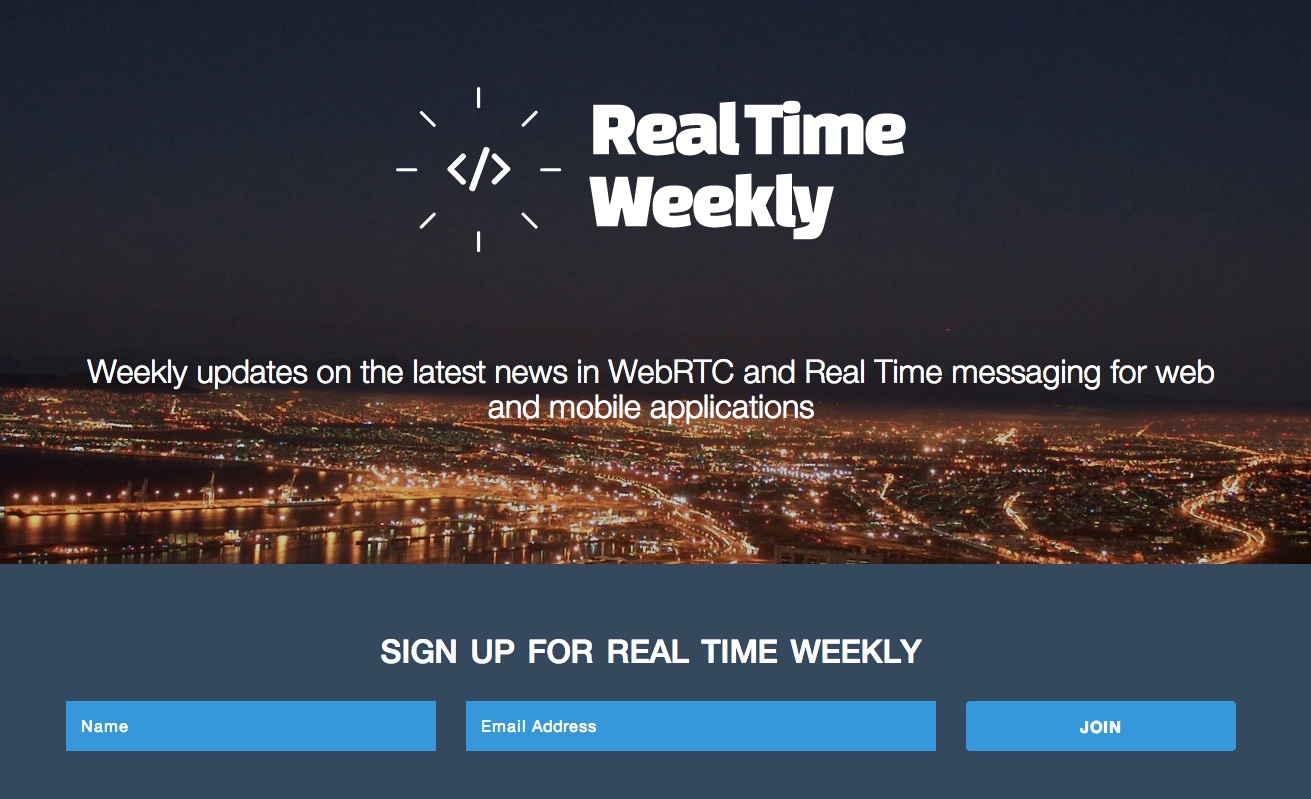 </>
Real Time
Weekly
Weekly updates on the latest news in WebRTC and Real Time messaging for web
and mobile applications
SIGN UP FOR REAL TIME WEEKLY
Name
Email Address
JOIN